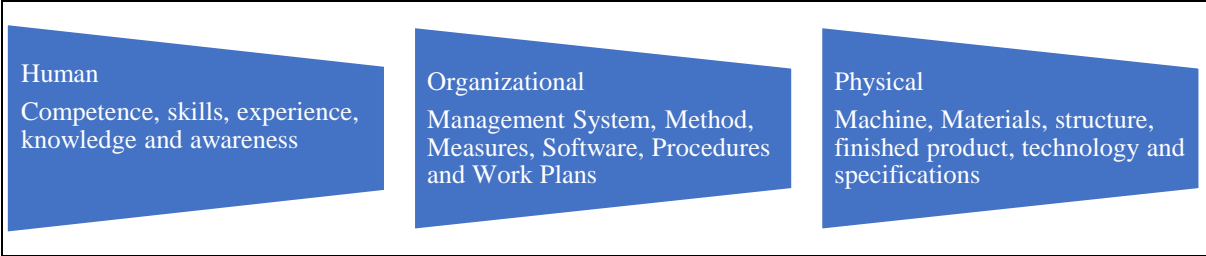 Human
Competence, skills, experience,
knowledge and awareness
Organizational
Management System, Method,
Measures, Software, Procedures
and Work Plans
Physical
Machine, Materials, structure,
finished product, technology and
specifications